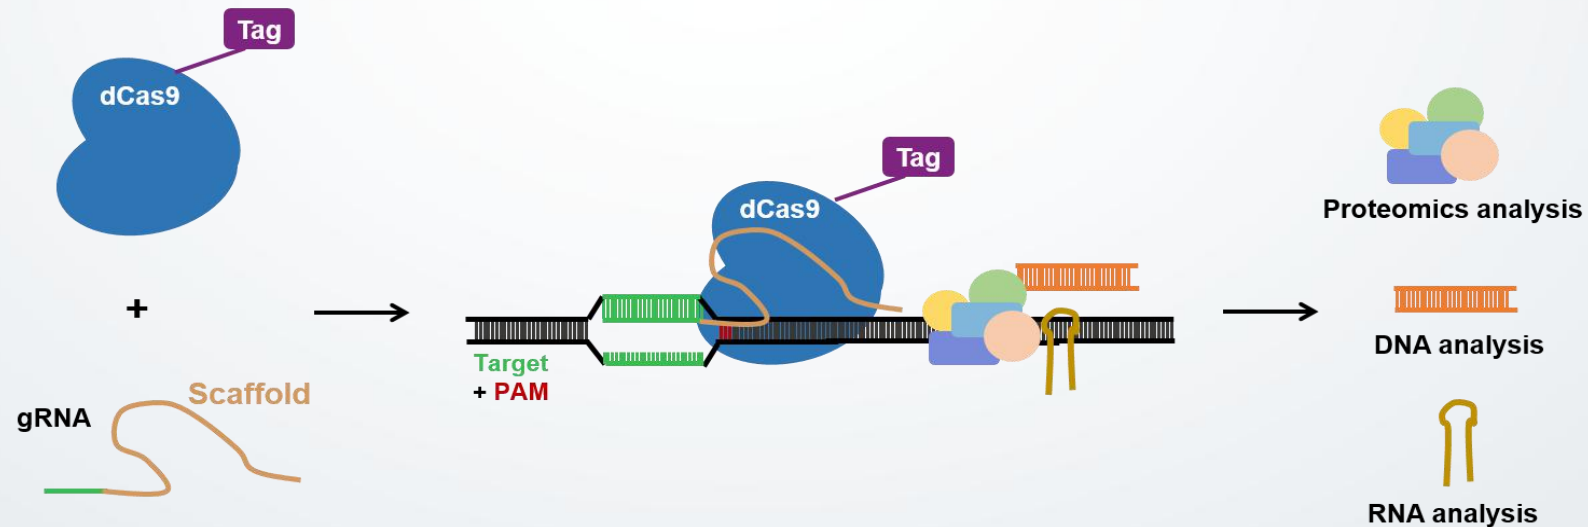 Tag
dCas9
+
gRNA
Scaffold
Tag
dCas9
Target
+ PAM
Proteomics analysis
DNA analysis
RNA analysis